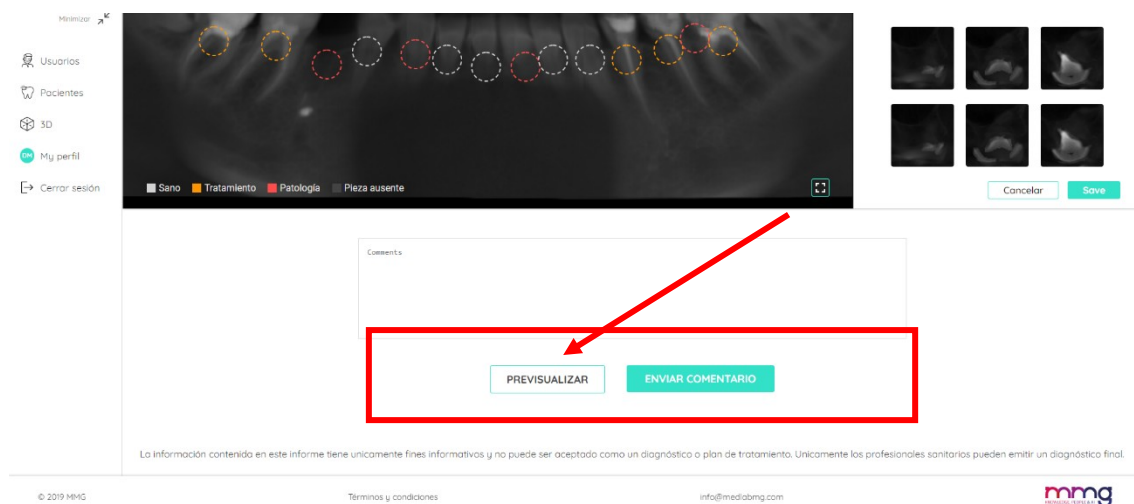 Minimizar
Usuarios
Pacientes
3D
DM My perfil
Cerrar sesión
Sano Tratamiento Patología Pieza ausente
Cancelar Save
Comments
PREVISUALIZAR ENVIAR COMENTARIO
La información contenida en este informe tiene unicamente fines informativos y no puede ser aceptado como un diagnóstico o plan de tratamiento. Unicamente los profesionales sanitarios pueden emitir un diagnóstico final.
© 2019 MMG Términos y condiciones info@mediabmg.com mmg